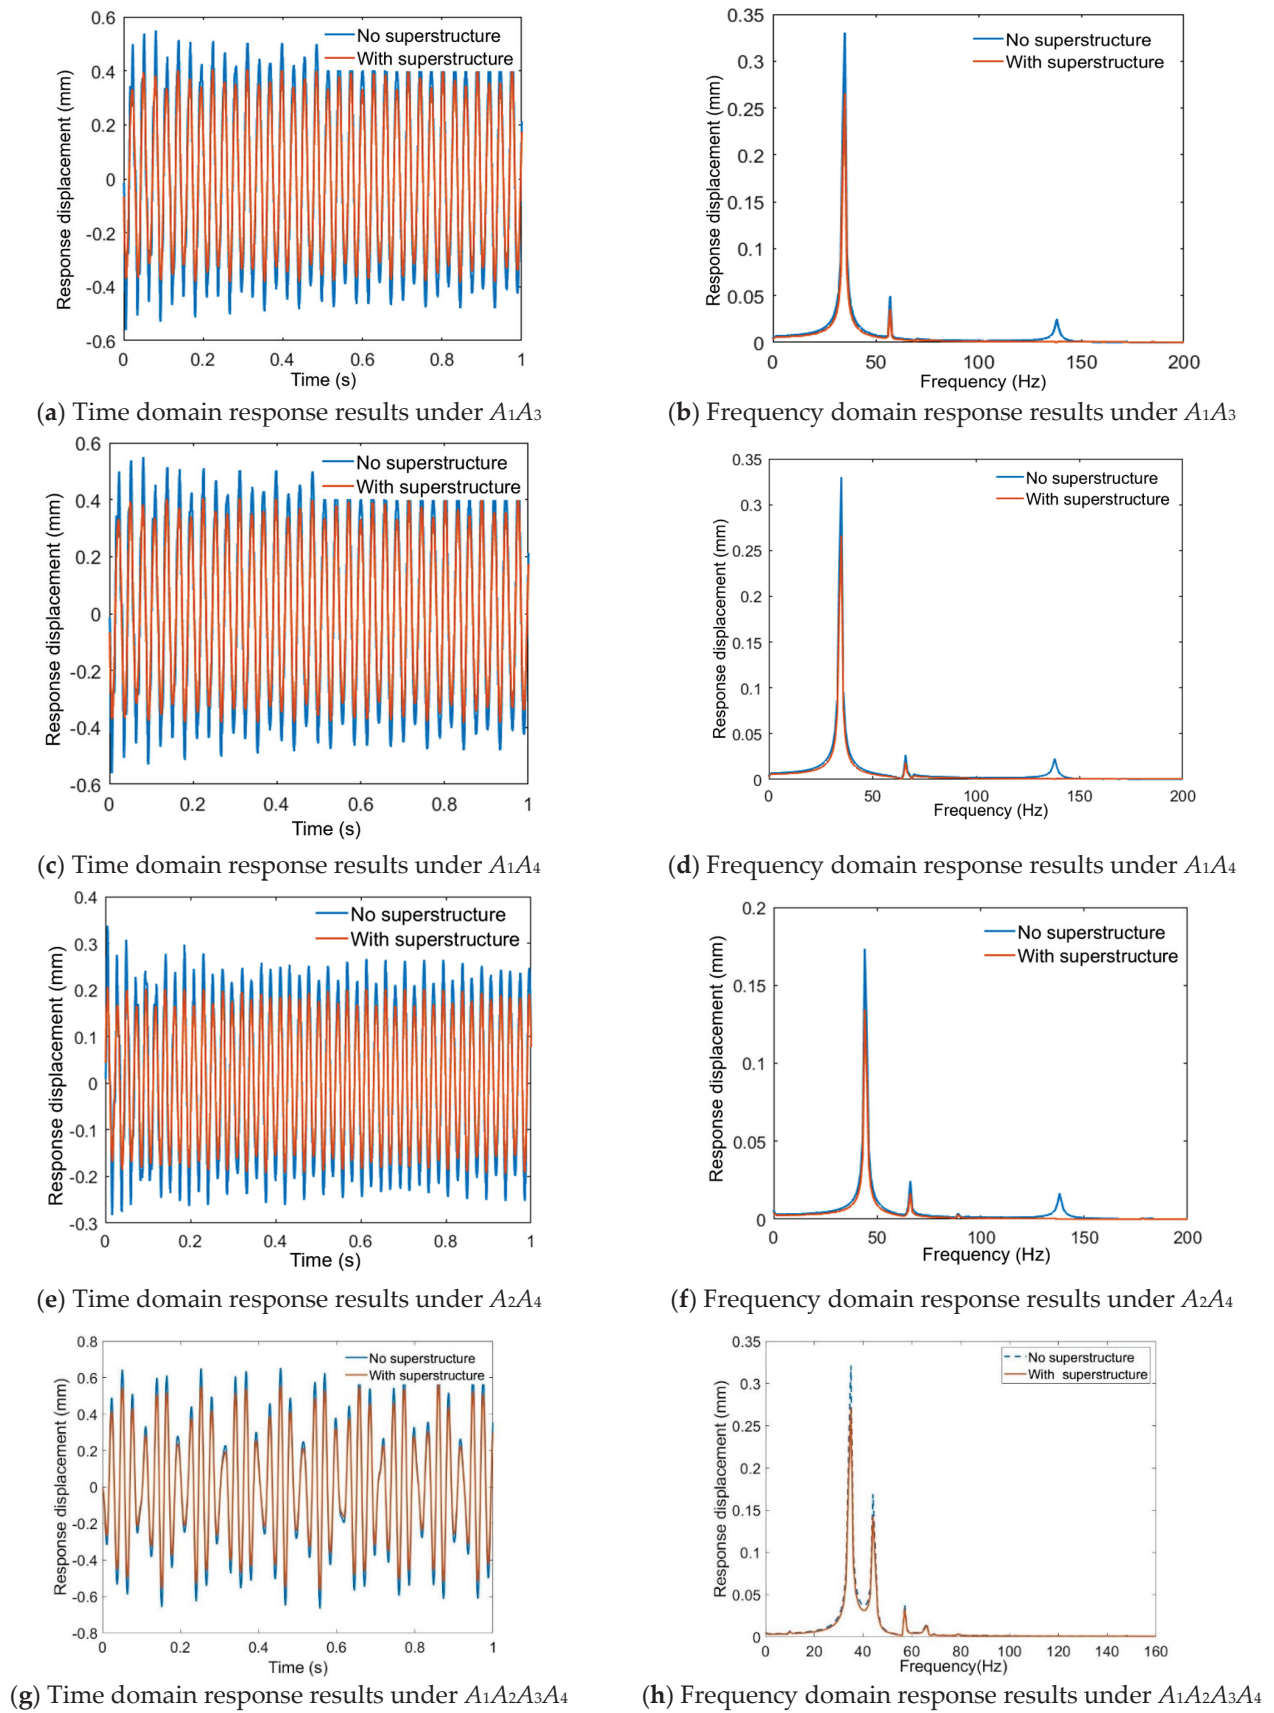 0.6
No superstructure
With superstructure
0.4
0.2
0
-0.2
-0.4
-0.6
Response displacement (mm)
0 0.2 0.4 0.6 0.8 1
Time (s)
0.35
No superstructure
With superstructure
0.3
0.25
0.2
0.15
0.1
0.05
0
Response displacement (mm)
0 50 100 150 200
Frequency (Hz)
(a) Time domain response results under A1A3
(b) Frequency domain response results under A1A3
0.6
No superstructure
With superstructure
0.4
0.2
0
-0.2
-0.4
-0.6
Response displacement (mm)
0 0.2 0.4 0.6 0.8 1
Time (s)
0.35
No superstructure
With superstructure
0.3
0.25
0.2
0.15
0.1
0.05
0
Response displacement (mm)
0 50 100 150 200
Frequency (Hz)
(c) Time domain response results under A1A4
(d) Frequency domain response results under A1A4
0.4
No superstructure
With superstructure
0.3
0.2
0.1
0
-0.1
-0.2
-0.3
Response displacement (mm)
0 0.2 0.4 0.6 0.8 1
Time (s)
0.2
No superstructure
With superstructure
0.15
0.1
0.05
0
Response displacement (mm)
0 50 100 150 200
Frequency (Hz)
(e) Time domain response results under A2A4
(f) Frequency domain response results under A2A4
0.8
No superstructure
With superstructure
0.6
0.4
0.2
0
-0.2
-0.4
-0.6
-0.8
Response displacement (mm)
0 0.2 0.4 0.6 0.8 1
Time (s)
0.35
No superstructure
With superstructure
0.3
0.25
0.2
0.15
0.1
0.05
0
Response displacement (mm)
0 20 40 60 80 100 120 140 160
Frequency(Hz)
(g) Time domain response results under A1A2A3A4
(h) Frequency domain response results under A1A2A3A4